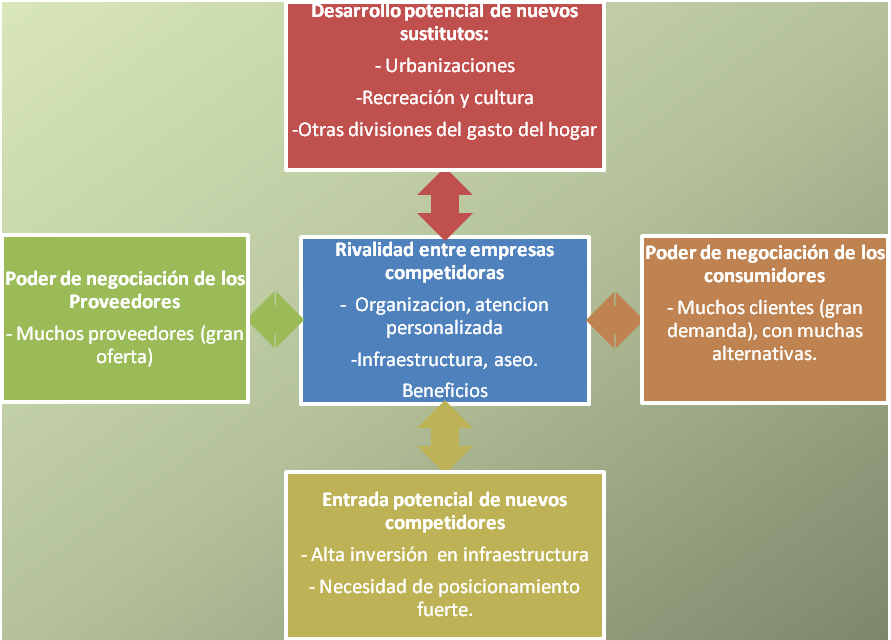 Desarrollo potencial de nuevos
sustitutos:
- Urbanizaciones
-Recreación y cultura
-Otras divisiones del gasto del hogar
Poder de negociación de los
Proveedores
- Muchos proveedores (gran
oferta)
Rivalidad entre empresas
competidoras
- Organizacion, atencion
personalizada
-Infraestructura, aseo.
Beneficios
Poder de negociación de los
consumidores
- Muchos clientes (gran
demanda), con muchas
alternativas.
Entrada potencial de nuevos
competidores
- Alta inversión en infraestructura
- Necesidad de posicionamiento
fuerte.